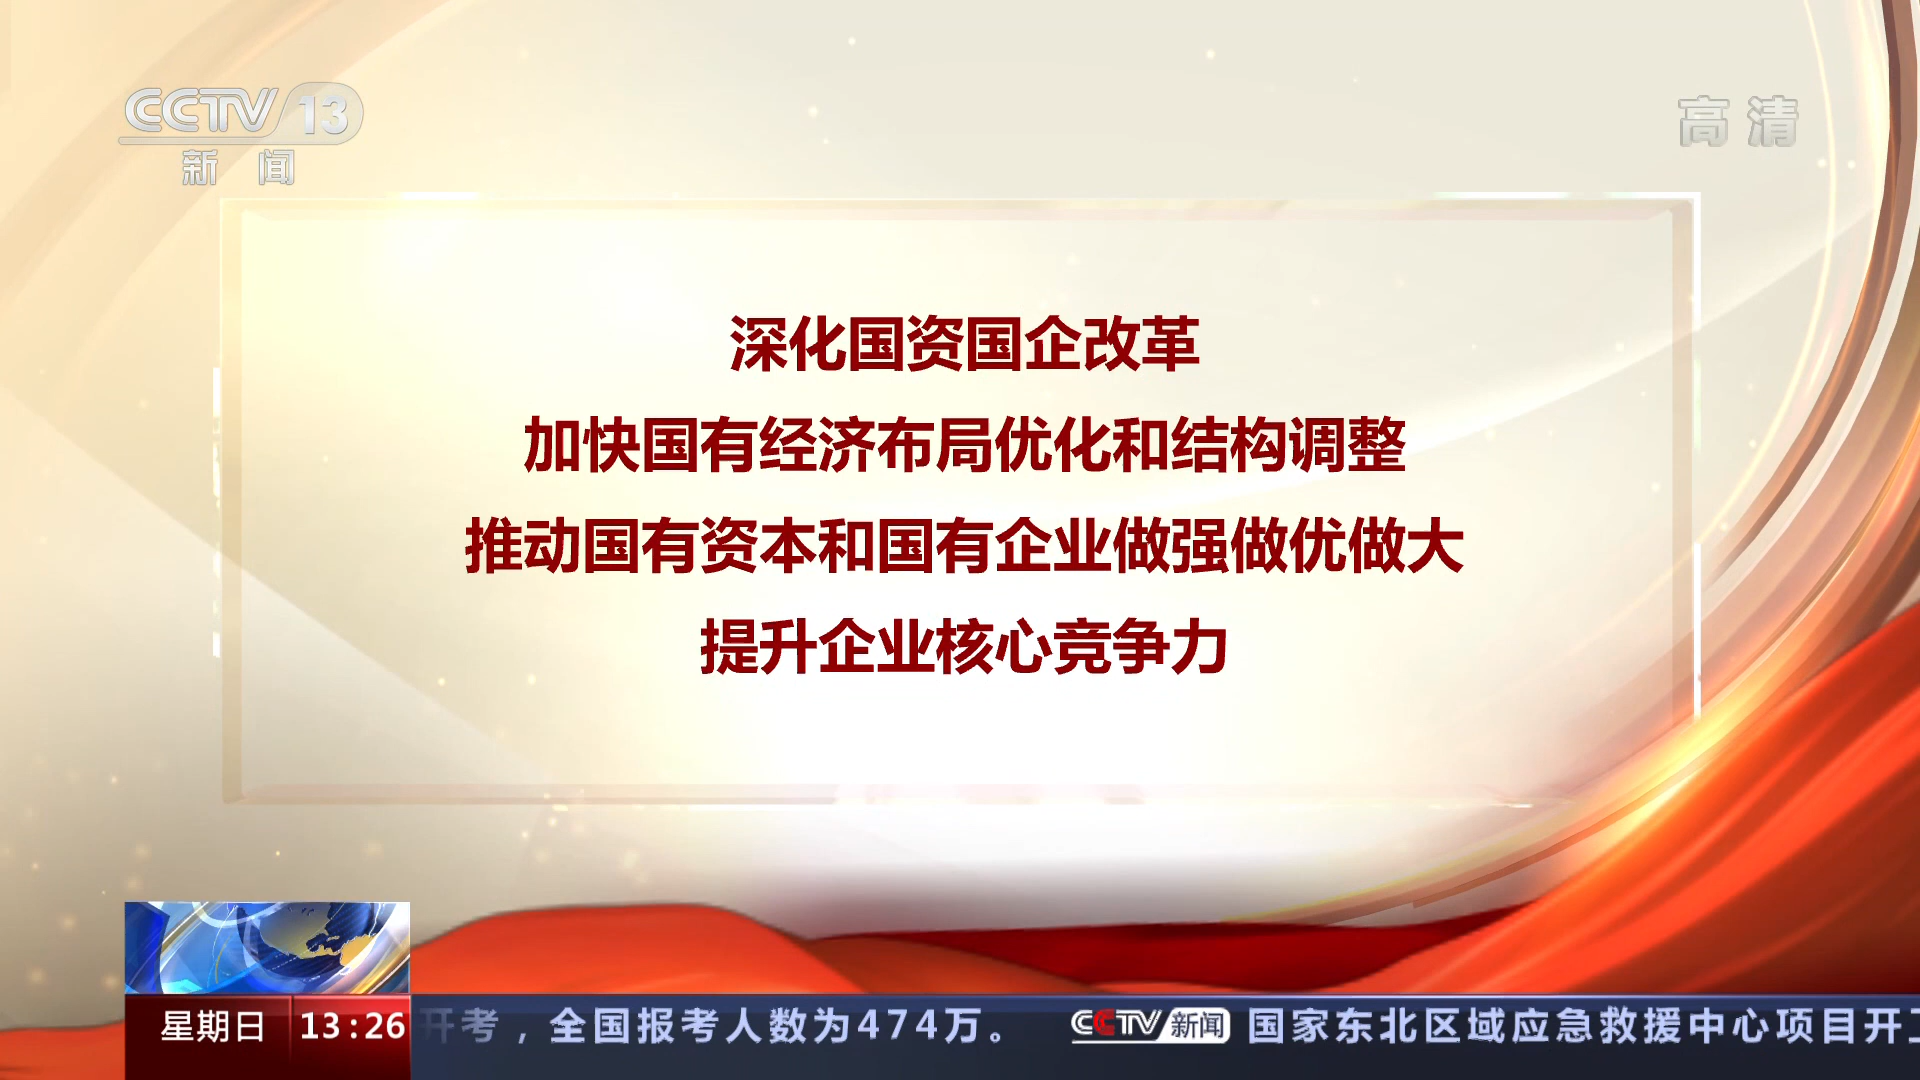 CCTV 13
新闻
高清
深化国资国企改革
加快国有经济布局优化和结构调整
推动国有资本和国有企业做强做优做大
提升企业核心竞争力
星期日 13:26 开考，全国报考人数为474万。 CCTV新闻 国家东北区域应急救援中心项目开工